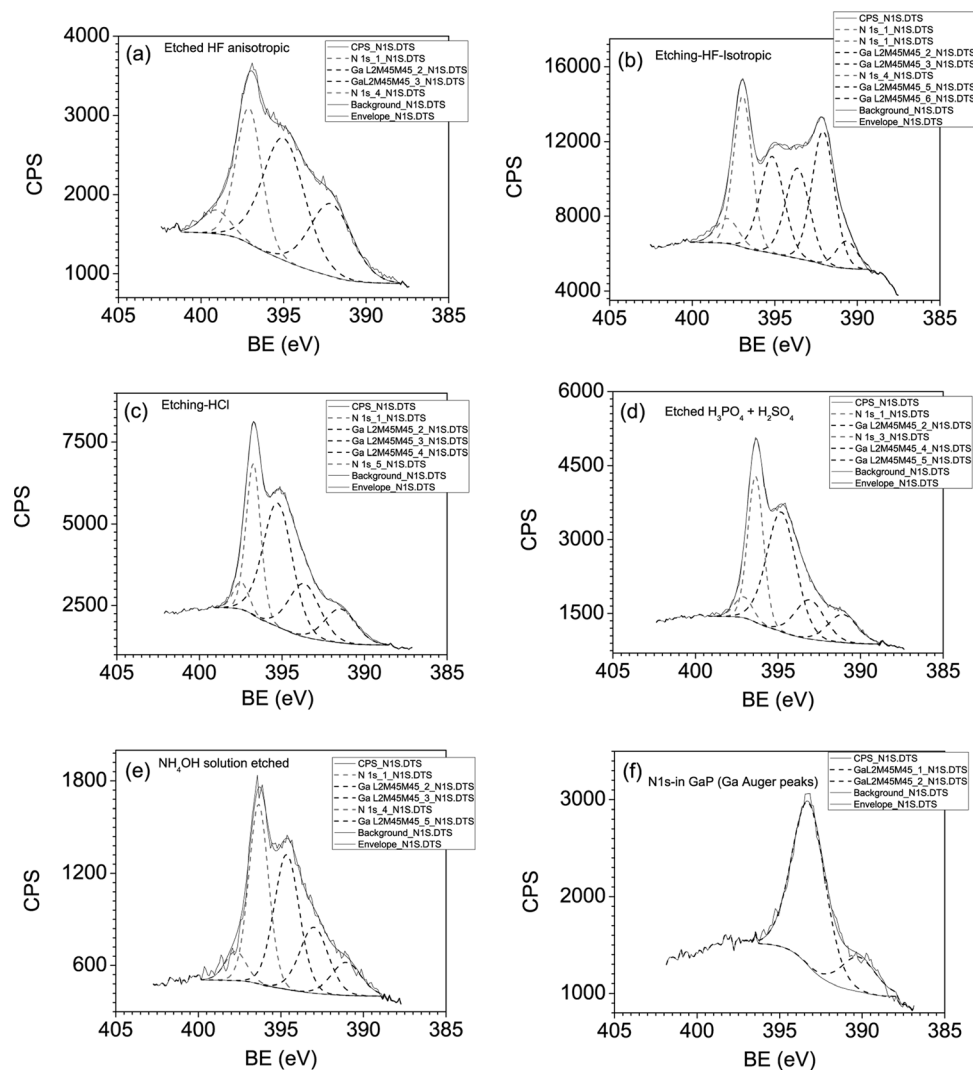 (a)
Etched HF anisotropic
CPS_N1S.DTS
N 1s_1_N1S.DTS
Ga L2M45M45_2_N1S.DTS
GaL2M45M45_3_N1S.DTS
N 1s_4_N1S.DTS
Background_N1S.DTS
Envelope_N1S.DTS
4000
3000
2000
1000
CPS
405 400 395 390 385
BE (eV)
(b)
Etching-HF-Isotropic
CPS_N1S.DTS
N 1s_1_N1S.DTS
N 1s_1_N1S.DTS
Ga L2M45M45_2_N1S.DTS
Ga L2M45M45_3_N1S.DTS
N 1s_4_N1S.DTS
Ga L2M45M45_5_N1S.DTS
Ga L2M45M45_6_N1S.DTS
Background_N1S.DTS
Envelope_N1S.DTS
16000
12000
8000
4000
CPS
405 400 395 390 385
BE (eV)
(c)
Etching-HCl
CPS_N1S.DTS
N 1s_1_N1S.DTS
Ga L2M45M45_2_N1S.DTS
Ga L2M45M45_3_N1S.DTS
Ga L2M45M45_4_N1S.DTS
N 1s_5_N1S.DTS
Background_N1S.DTS
Envelope_N1S.DTS
7500
5000
2500
CPS
405 400 395 390 385
BE (eV)
(d)
Etched H₃PO₄ + H₂SO₄
CPS_N1S.DTS
N 1s_1_N1S.DTS
Ga L2M45M45_2_N1S.DTS
N 1s_3_N1S.DTS
Ga L2M45M45_4_N1S.DTS
Ga L2M45M45_5_N1S.DTS
Background_N1S.DTS
Envelope_N1S.DTS
6000
4500
3000
1500
CPS
405 400 395 390 385
BE (eV)
(e)
NH₄OH solution etched
CPS_N1S.DTS
N 1s_1_N1S.DTS
Ga L2M45M45_2_N1S.DTS
Ga L2M45M45_3_N1S.DTS
N 1s_4_N1S.DTS
Ga L2M45M45_5_N1S.DTS
Background_N1S.DTS
Envelope_N1S.DTS
1800
1200
600
CPS
405 400 395 390 385
BE (eV)
(f)
N1s-in GaP (Ga Auger peaks)
CPS_N1S.DTS
GaL2M45M45_1_N1S.DTS
GaL2M45M45_2_N1S.DTS
Background_N1S.DTS
Envelope_N1S.DTS
3000
2000
1000
CPS
405 400 395 390 385
BE (eV)